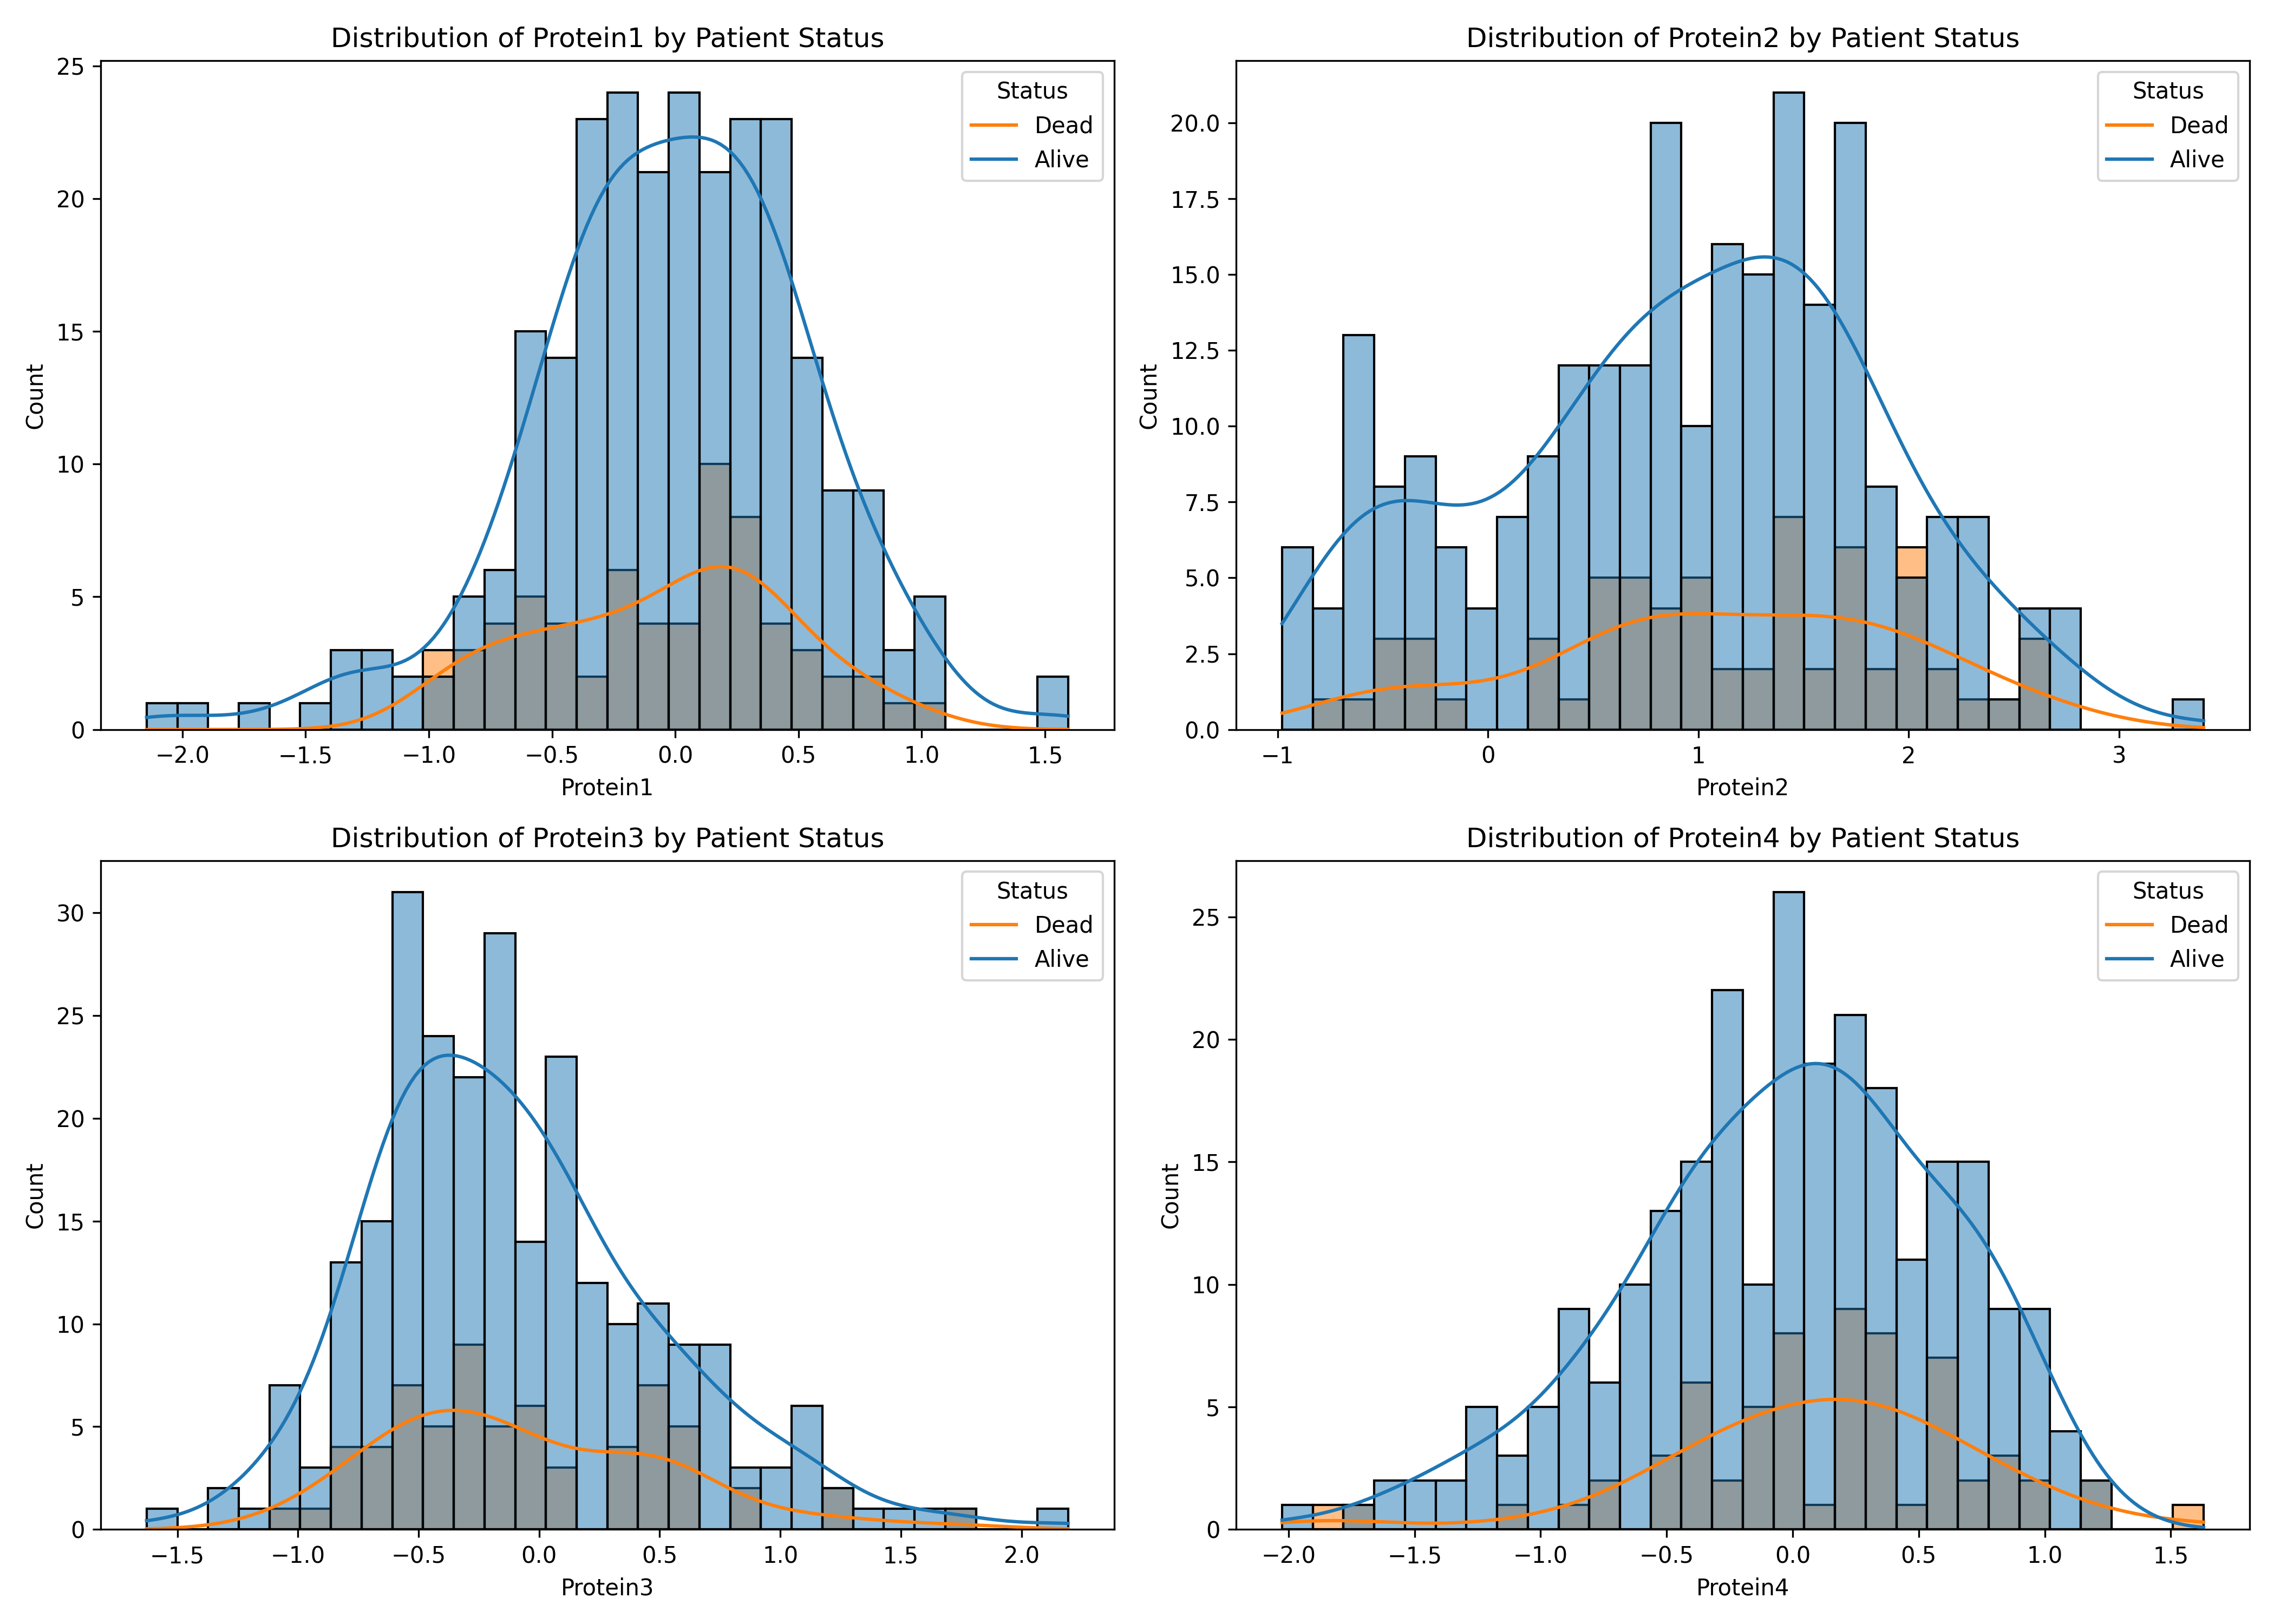 Distribution of Protein1 by Patient Status
Count
25
20
15
10
5
0
Status
Dead
Alive
−2.0 −1.5 −1.0 −0.5 0.0 0.5 1.0 1.5
Protein1
Distribution of Protein2 by Patient Status
Count
20.0
17.5
15.0
12.5
10.0
7.5
5.0
2.5
0.0
Status
Dead
Alive
−1 0 1 2 3
Protein2
Distribution of Protein3 by Patient Status
Count
30
25
20
15
10
5
0
Status
Dead
Alive
−1.5 −1.0 −0.5 0.0 0.5 1.0 1.5 2.0
Protein3
Distribution of Protein4 by Patient Status
Count
25
20
15
10
5
0
Status
Dead
Alive
−2.0 −1.5 −1.0 −0.5 0.0 0.5 1.0 1.5
Protein4